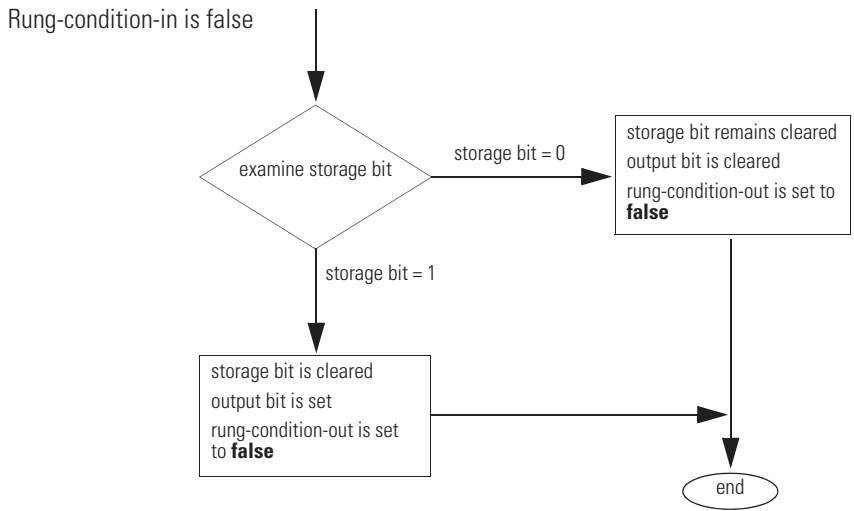 Rung-condition-in is false
examine storage bit
storage bit = 0
storage bit remains cleared
output bit is cleared
rung-condition-out is set to
false
storage bit = 1
storage bit is cleared
output bit is set
rung-condition-out is set
to false
end